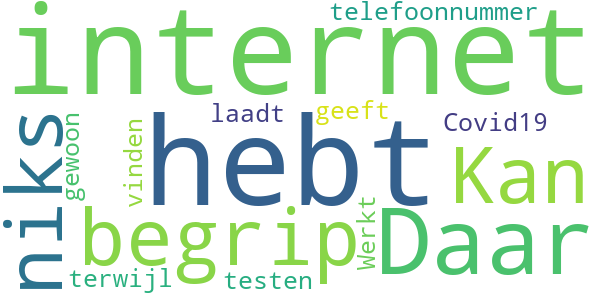 telefoonnummer
internet
laadt
geeft
Covid19
niks
gewoon
vinden
hebt
Kan
begrip
Werkt
Daar
terwijl
testen